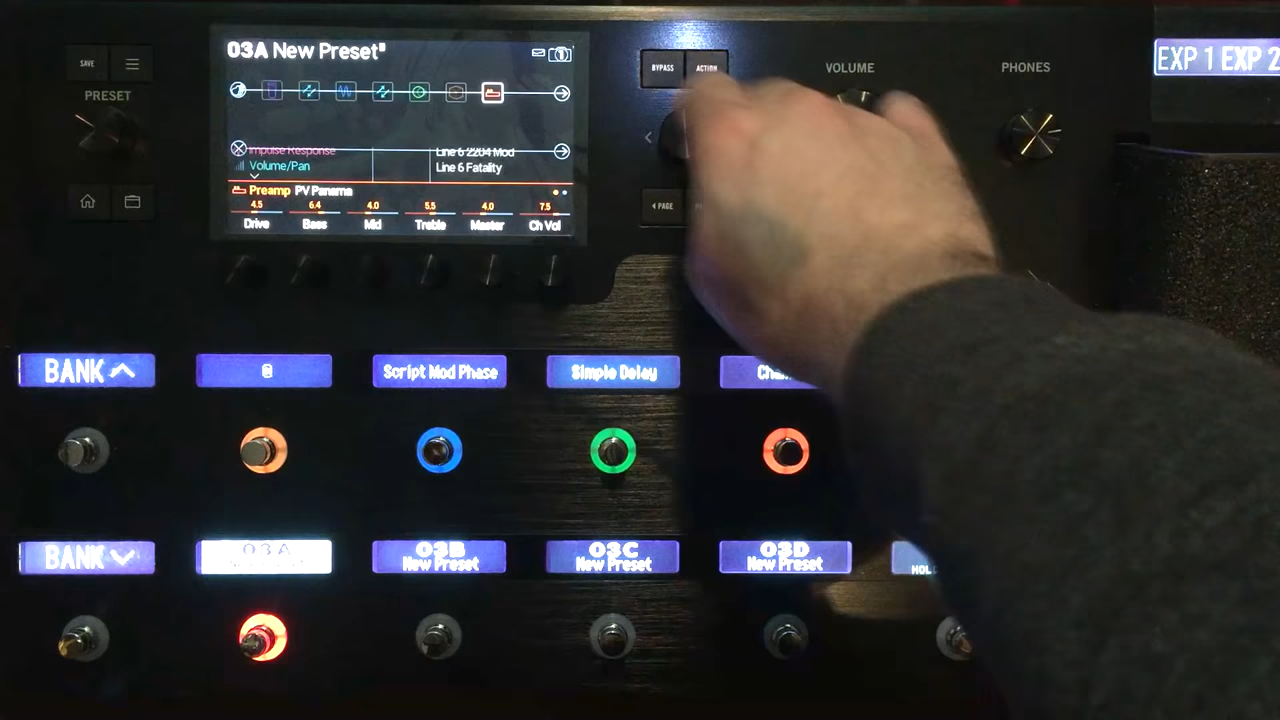 SAVE
PRESET
03A New Preset
Impulse Response
Volume/Pan
Line 6 2204 Mod
Line 6 Fatality
Preamp PV Panama
4.5 6.4 4.0 5.5 4.0 7.5
Drive Bass Mid Treble Master Ch Vol
BYPASS ACTION
PAGE
VOLUME
PHONES
EXP 1 EXP 2
BANK
Script Mod Phase
Simple Delay
BANK
03A
03B
New Preset
03C
New Preset
03D
New Preset